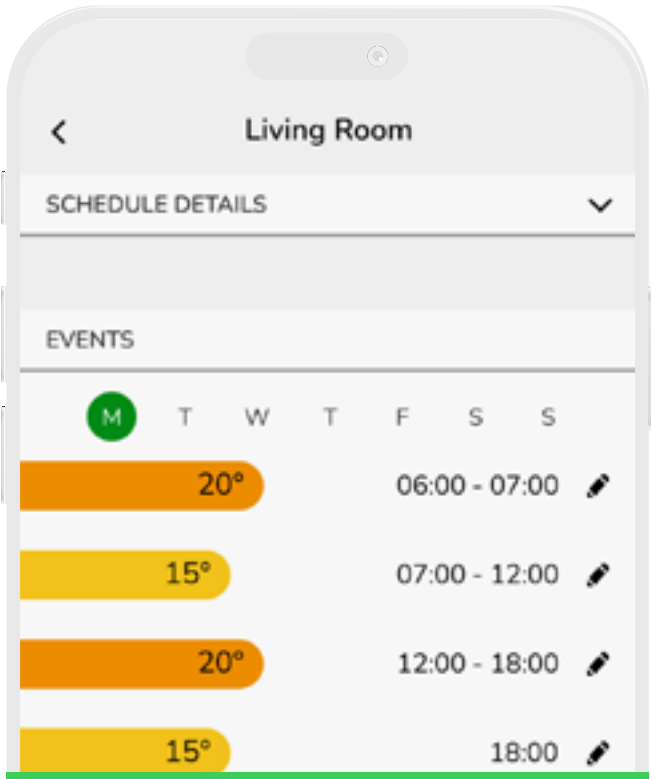 Living Room
SCHEDULE DETAILS
EVENTS
M T W T F S S
20° 06:00 - 07:00
15° 07:00 - 12:00
20° 12:00 - 18:00
15° 18:00